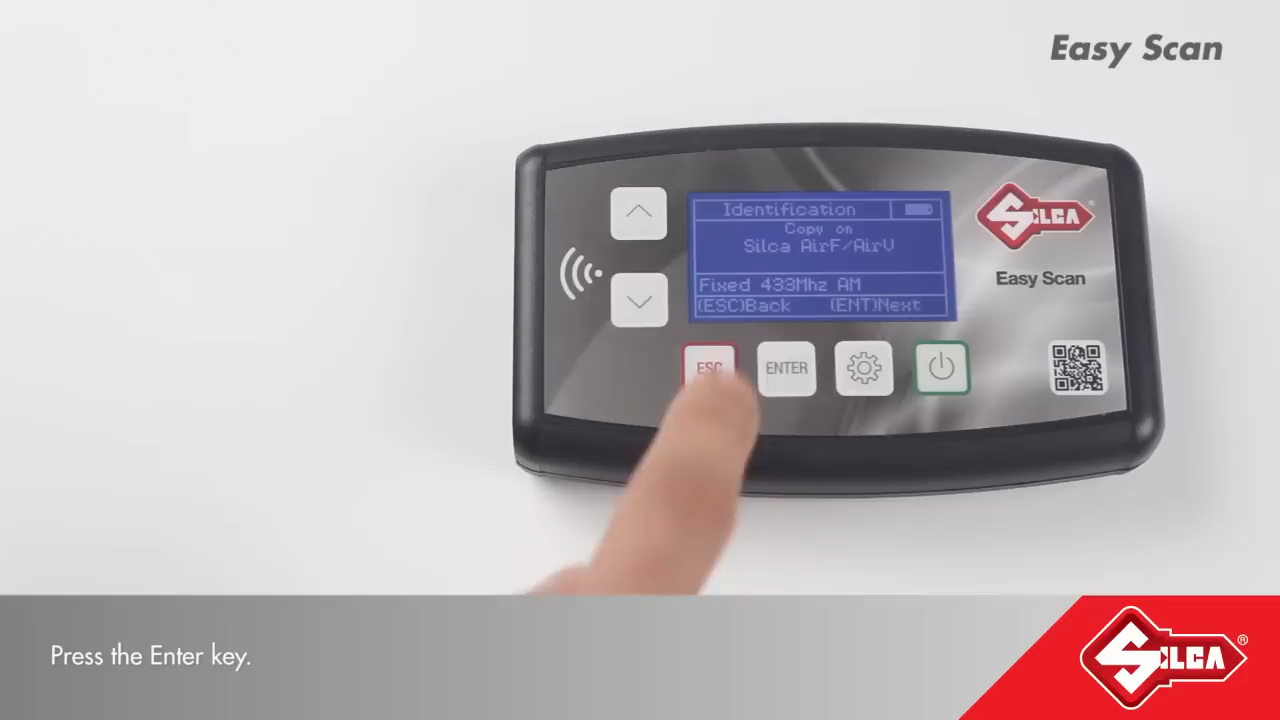 Easy Scan
Identification
Copy on
Silca AirF/AirV
Fixed 433Mhz AM
(ESC)Back (ENT)Next
SILCA®
Easy Scan
ESC
ENTER
Press the Enter key.
SILCA®